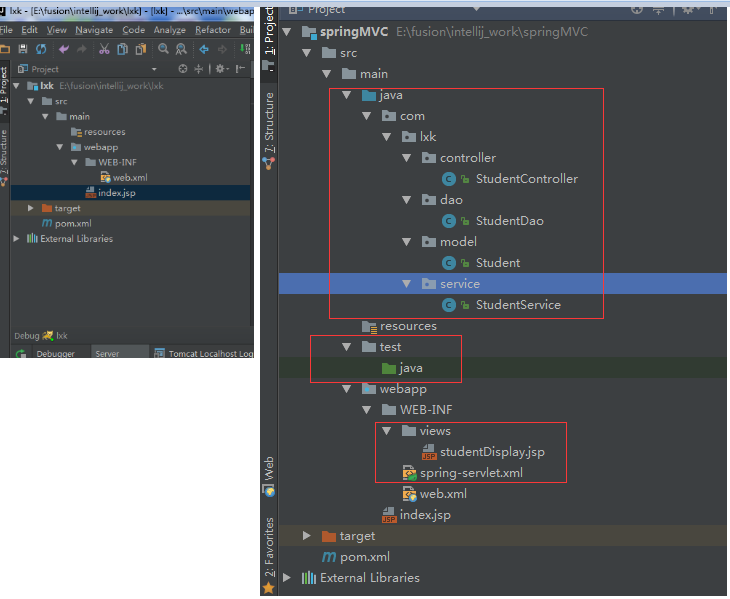 lxk - [E:\fusion\intellij_work\lxk] - [lxk] - ...\src\main\webapp
File Edit View Navigate Code Analyze Refactor
Project
1: Project
7: Structure
lxk E:\fusion\intellij_work\lxk
src
main
resources
webapp
WEB-INF
web.xml
index.jsp
target
pom.xml
External Libraries
Debug lxk
Debugger Server Tomcat Localhost Log
Project
1: Project
7: Structure
Web
2: Favorites
springMVC E:\fusion\intellij_work\springMVC
src
main
java
com
lxk
controller
StudentController
dao
StudentDao
model
Student
service
StudentService
resources
test
java
webapp
WEB-INF
views
studentDisplay.jsp
spring-servlet.xml
web.xml
index.jsp
target
pom.xml
External Libraries